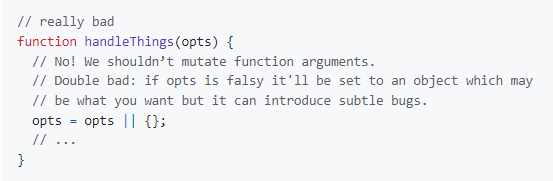 // really bad
function handleThings(opts) {
  // No! We shouldn’t mutate function arguments.
  // Double bad: if opts is falsy it'll be set to an object which may
  // be what you want but it can introduce subtle bugs.
  opts = opts || {};
  // ...
}